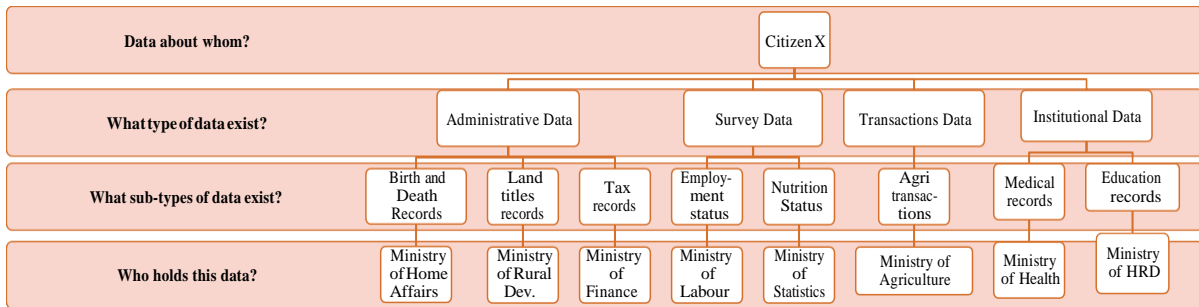 Data about whom?
Citizen X
What type of data exist?
Administrative Data
Survey Data
Transactions Data
Institutional Data
What sub-types of data exist?
Birth and
Death
Records
Land
titles
records
Tax
records
Employ-
ment
status
Nutrition
Status
Agri
transac-
tions
Medical
records
Education
records
Who holds this data?
Ministry
of Home
Affairs
Ministry
of Rural
Dev.
Ministry
of
Finance
Ministry
of
Labour
Ministry
of
Statistics
Ministry of
Agriculture
Ministry
of Health
Ministry
of HRD